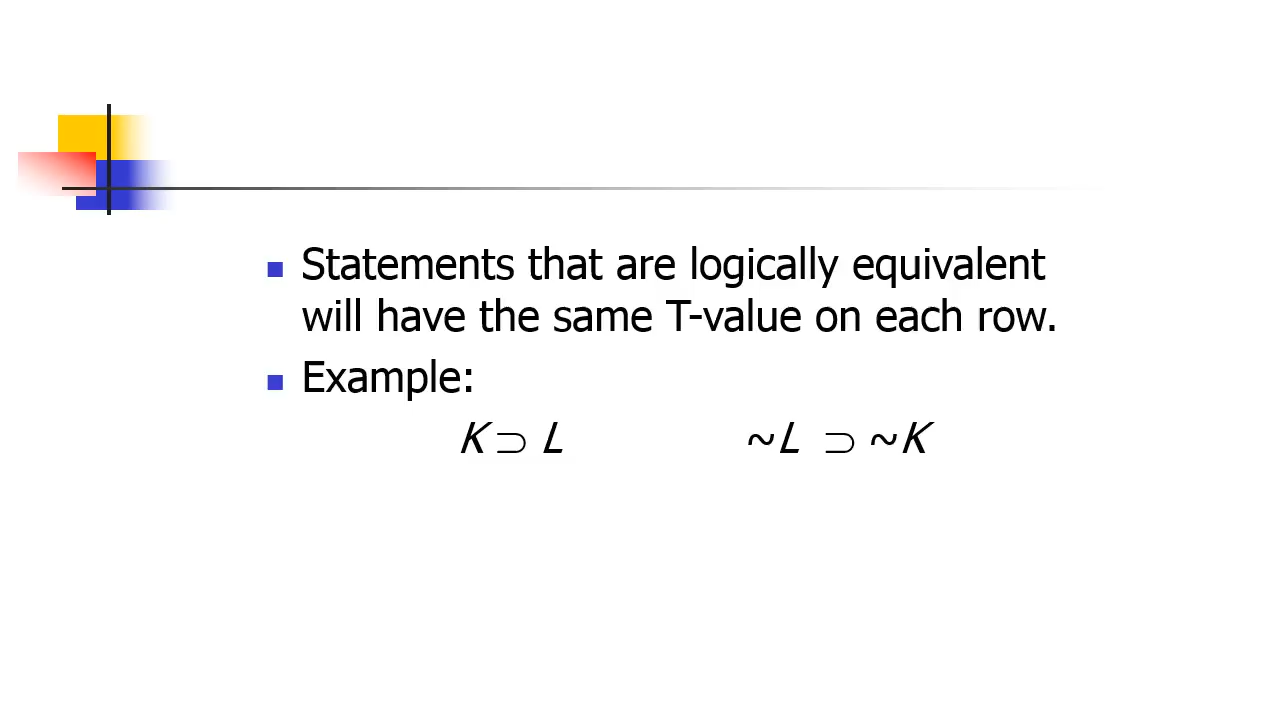 Statements that are logically equivalent
will have the same T-value on each row.
Example:
K ⊃ L ~L ⊃ ~K